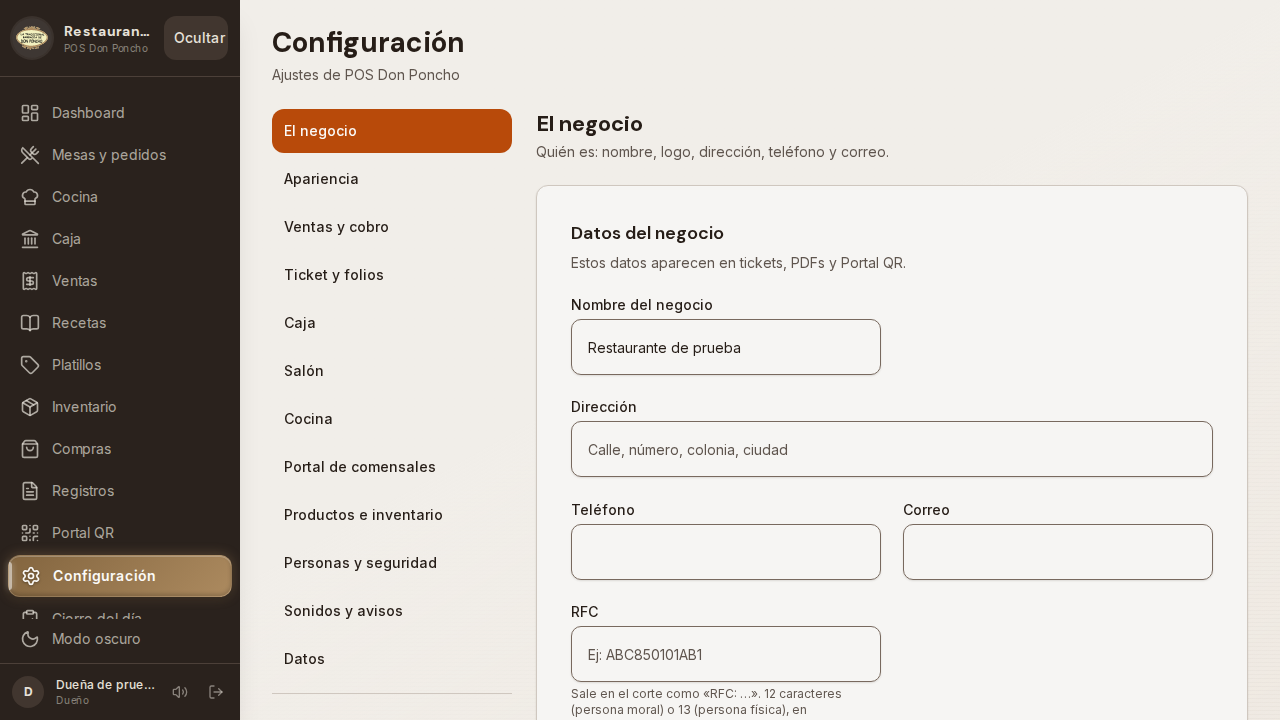 Restauran…
POS Don Poncho
Ocultar
Dashboard
Mesas y pedidos
Cocina
Caja
Ventas
Recetas
Platillos
Inventario
Compras
Registros
Portal QR
Configuración
Cierre del día
Modo oscuro
D
Dueña de prue…
Dueño
Configuración
Ajustes de POS Don Poncho
El negocio
Apariencia
Ventas y cobro
Ticket y folios
Caja
Salón
Cocina
Portal de comensales
Productos e inventario
Personas y seguridad
Sonidos y avisos
Datos
El negocio
Quién es: nombre, logo, dirección, teléfono y correo.
Datos del negocio
Estos datos aparecen en tickets, PDFs y Portal QR.
Nombre del negocio
Restaurante de prueba
Dirección
Calle, número, colonia, ciudad
Teléfono
Correo
RFC
Ej: ABC850101AB1
Sale en el corte como «RFC: …». 12 caracteres
(persona moral) o 13 (persona física), en